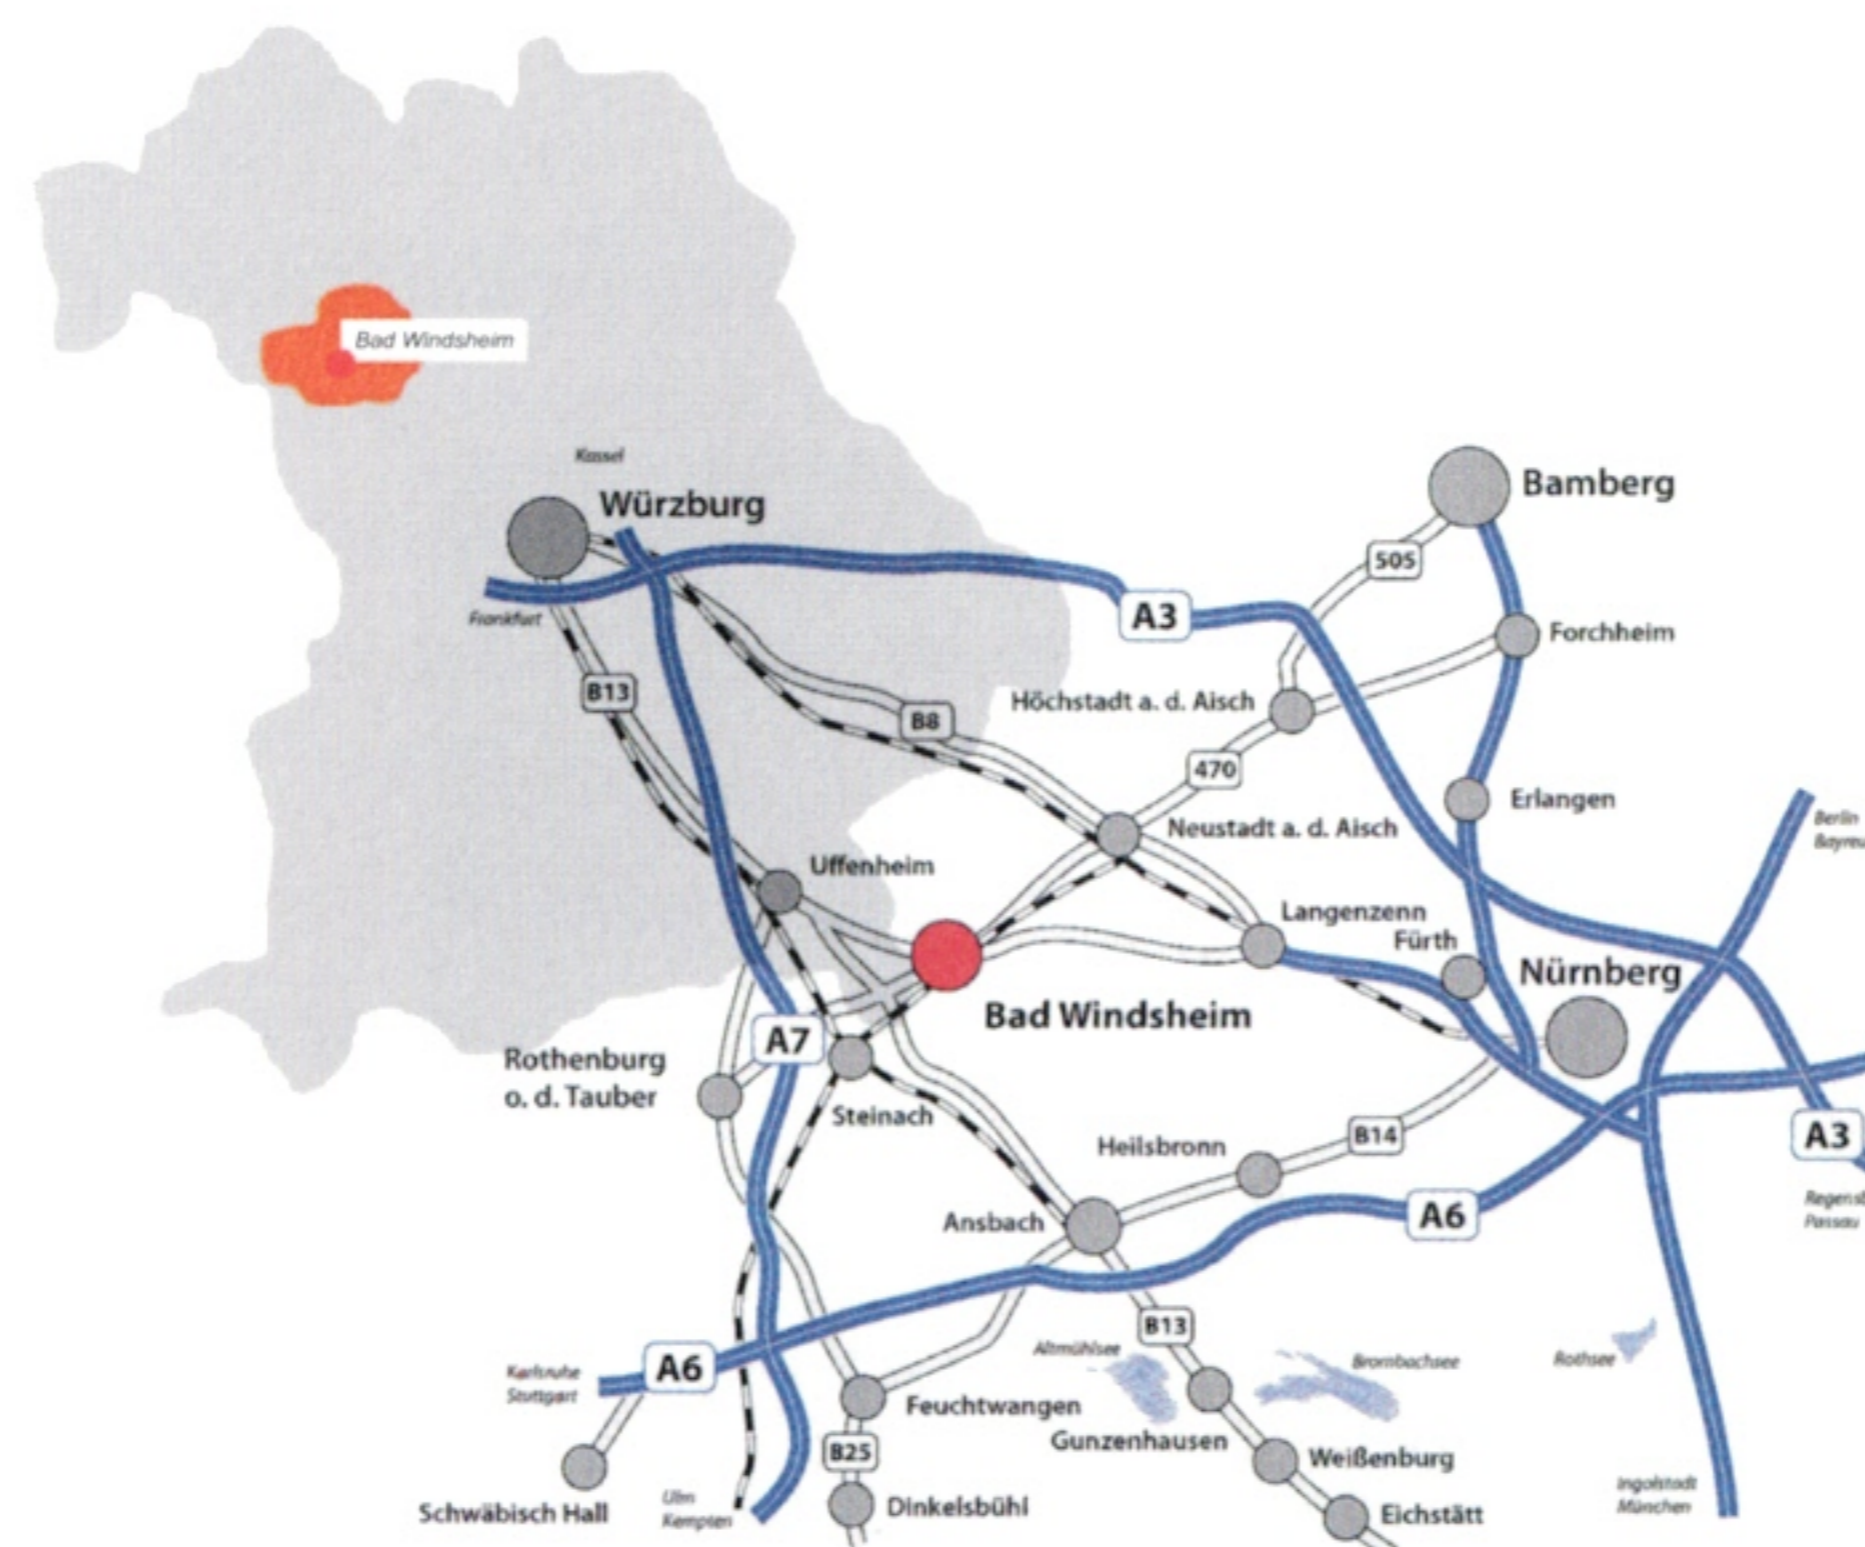 Bad Windsheim
Kassel
Würzburg
Bamberg
505
A3
Frankfurt
Forchheim
B13
Höchstadt a. d. Aisch
B8
470
Erlangen
Neustadt a. d. Aisch
Berlin
Uffenheim
Langenzenn
Fürth
Nürnberg
Bad Windsheim
A7
Rothenburg
o. d. Tauber
Steinach
Heilsbronn
B14
A3
Ansbach
A6
Passau
B13
Altmühlsee
Brombachsee
Rothsee
A6
Karlsruhe
Stuttgart
Feuchtwangen
Gunzenhausen
B25
Weißenburg
Ingolstadt
München
Ulm
Kempten
Schwäbisch Hall
Dinkelsbühl
Eichstätt